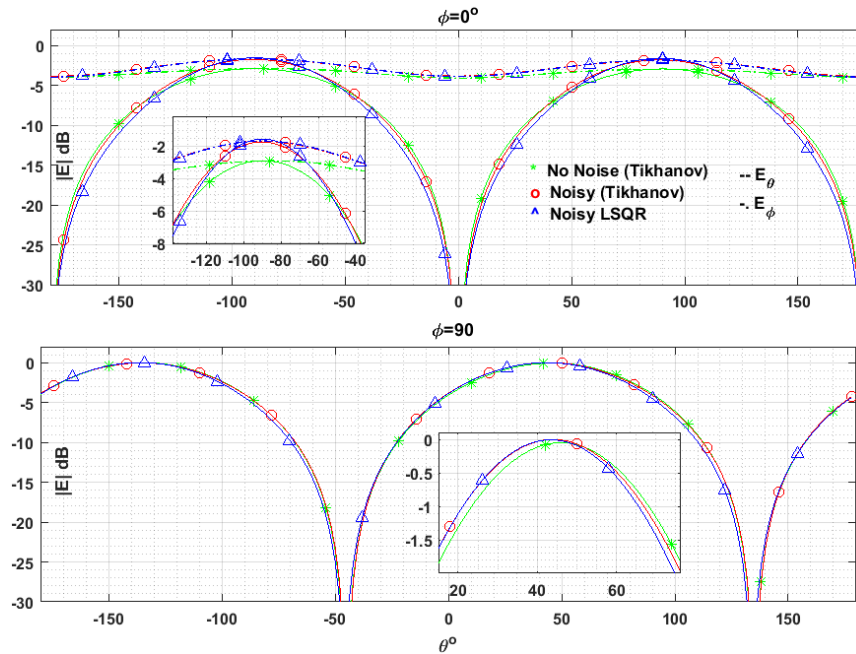 ϕ=0º
0
-5
-10
-15
-20
-25
-30
|E| dB
-2
-4
-6
-8
-120 -100 -80 -60 -40
No Noise (Tikhanov)
Noisy (Tikhanov)
Noisy LSQR
-- E_θ
-. E_ϕ
-150 -100 -50 0 50 100 150
ϕ=90
0
-5
-10
-15
-20
-25
-30
|E| dB
0
-0.5
-1
-1.5
20 40 60
-150 -100 -50 0 50 100 150
θº